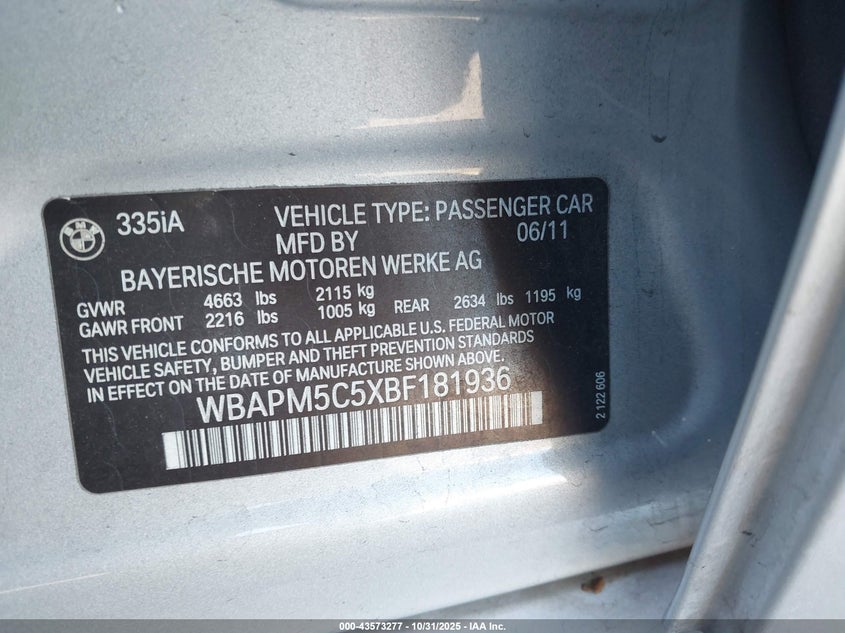 BMW
335iA
VEHICLE TYPE: PASSENGER CAR
MFD BY 06/11
BAYERISCHE MOTOREN WERKE AG
GVWR 4663 lbs 2115 kg
GAWR FRONT 2216 lbs 1005 kg REAR 2634 lbs 1195 kg
THIS VEHICLE CONFORMS TO ALL APPLICABLE U.S. FEDERAL MOTOR
VEHICLE SAFETY, BUMPER AND THEFT PREVENTION STANDARDS
IN EFFECT ON THE DATE OF MANUFACTURE SHOWN ABOVE.
WBAPM5C5XBF181936
2 122 606
000-43573277 - 10/31/2025 - IAA Inc.